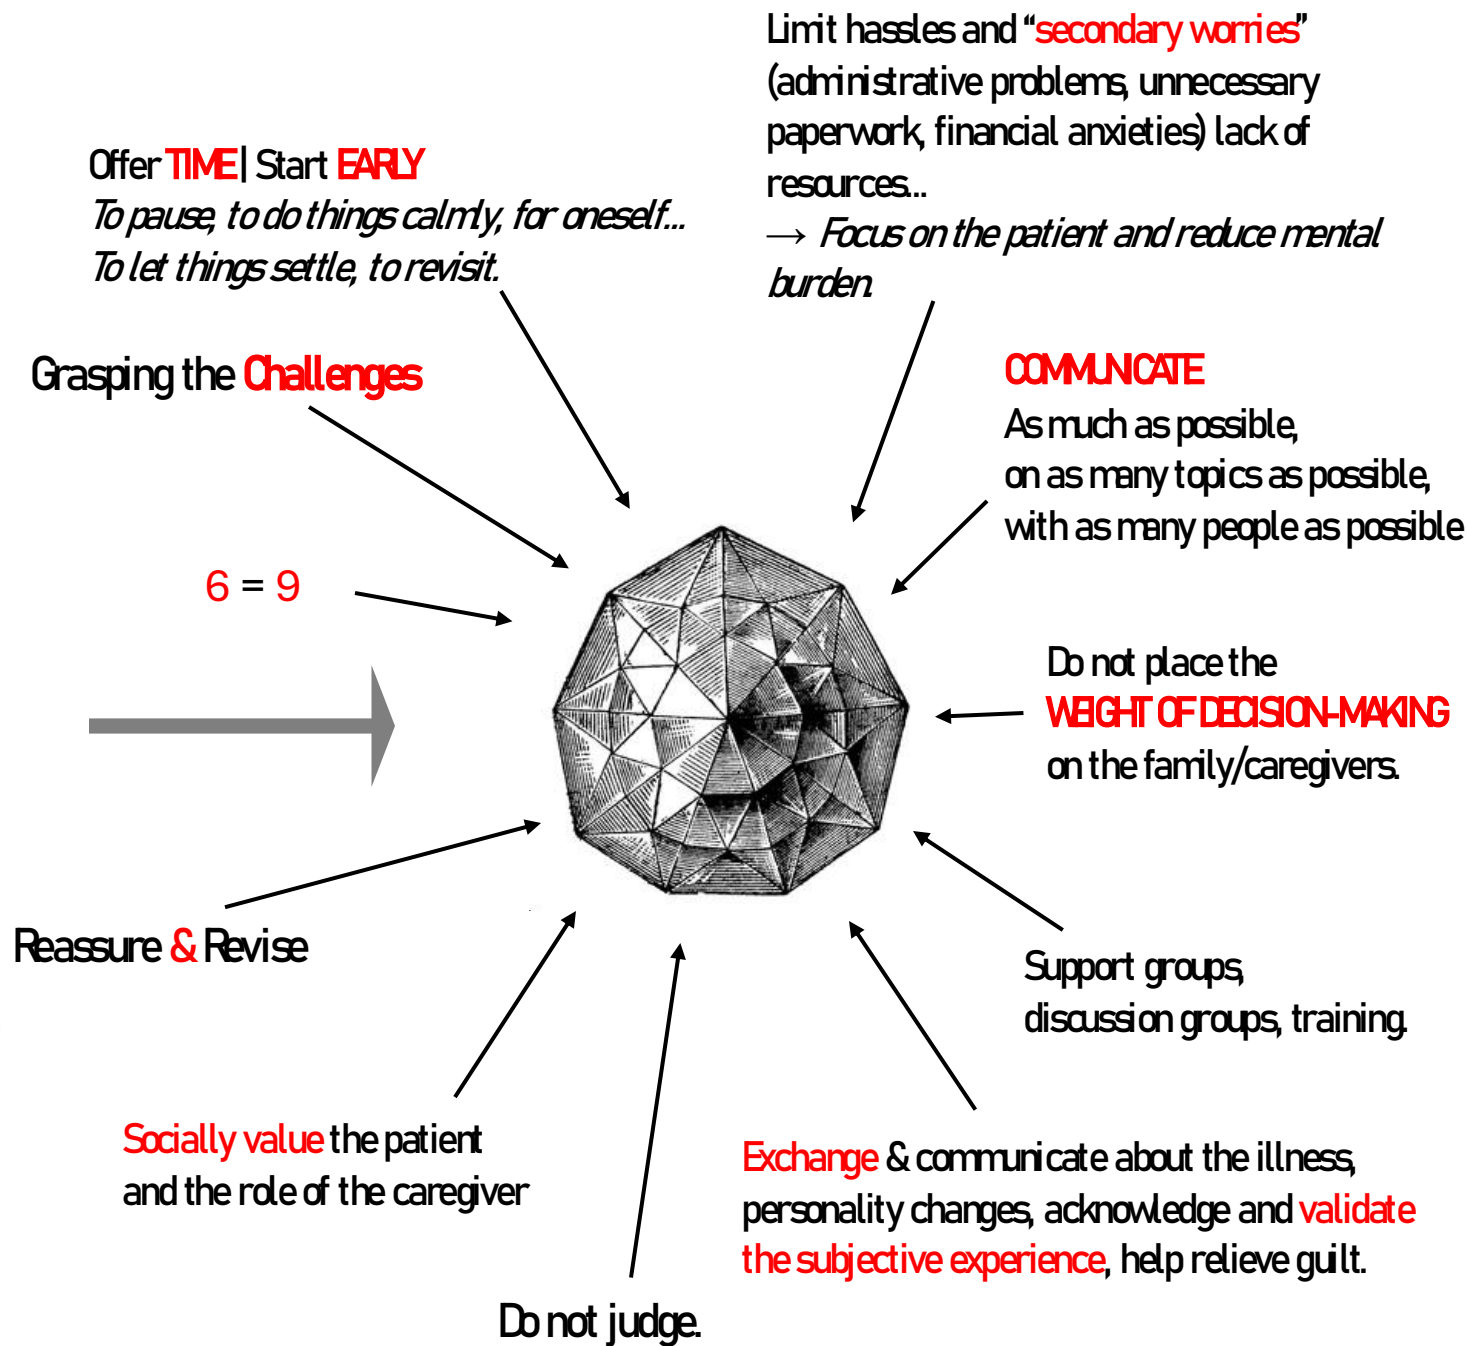 Limit hassles and “secondary worries”
(administrative problems, unnecessary
paperwork, financial anxieties) lack of
resources...
→ Focus on the patient and reduce mental
burden.
Offer TIME | Start EARLY
To pause, to do things calmly, for oneself...
To let things settle, to revisit.
Grasping the Challenges
COMMUNICATE
As much as possible,
on as many topics as possible,
with as many people as possible
6 = 9
Do not place the
WEIGHT OF DECISION-MAKING
on the family/caregivers.
Reassure & Revise
Support groups,
discussion groups, training.
Socially value the patient
and the role of the caregiver
Exchange & communicate about the illness,
personality changes, acknowledge and validate
the subjective experience, help relieve guilt.
Do not judge.